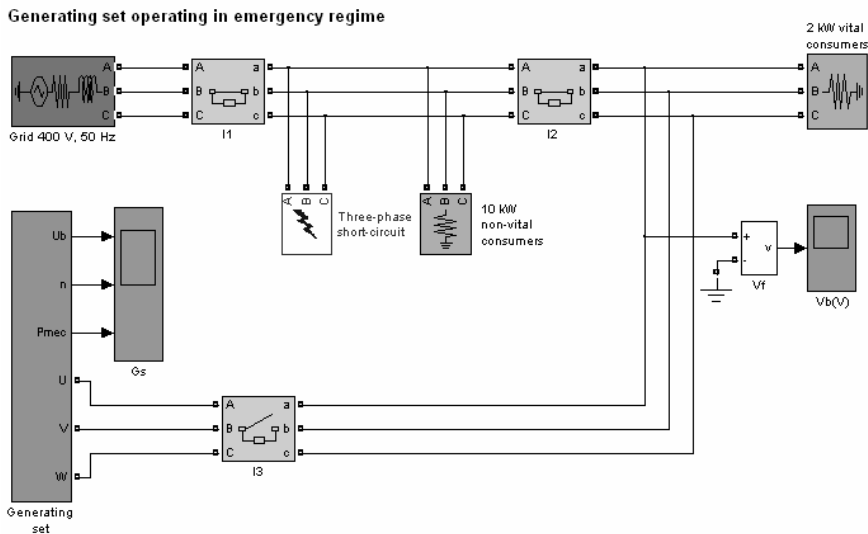 Generating set operating in emergency regime
2 kW vital
consumers
A
B
C
A
B
C
a
b
c
A
B
C
a
b
c
A
B
C
Grid 400 V, 50 Hz
I1
I2
A
B
C
A
B
C
Three-phase
short-circuit
10 kW
non-vital
consumers
Ub
n
Pmec
U
V
W
Gs
+
-
v
Vf
Vb(V)
A
B
C
a
b
c
I3
Generating
set